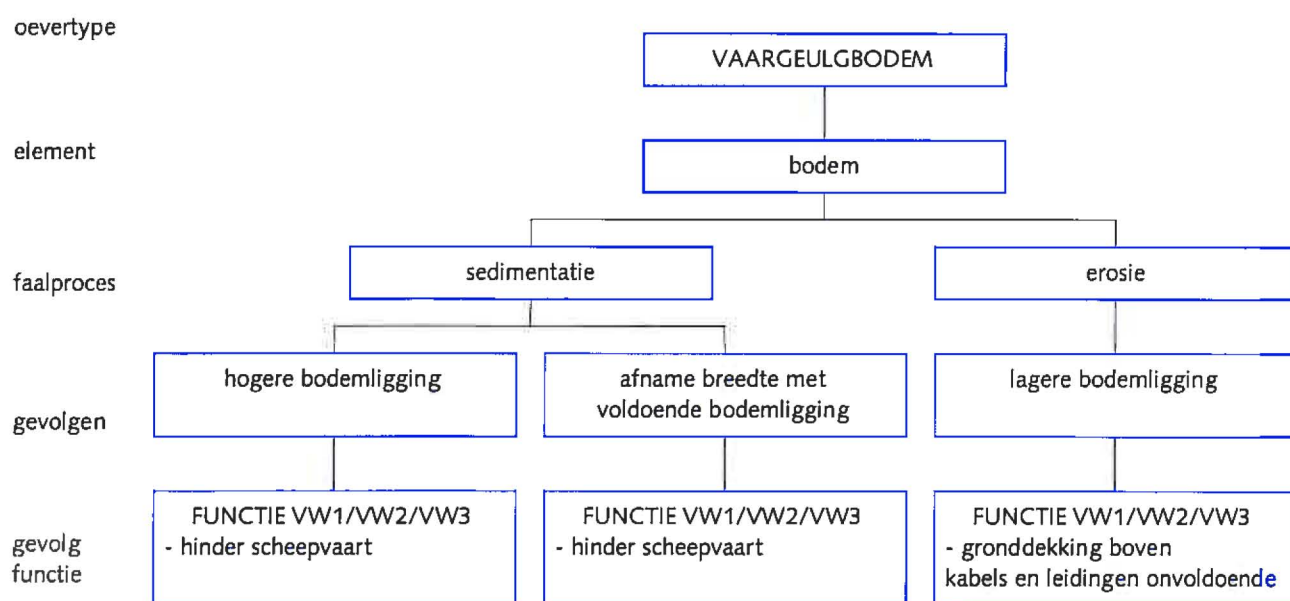 oevertype
VAARGEULGBODEM
element
bodem
faalproces
sedimentatie
erosie
gevolgen
hogere bodemligging
afname breedte met
voldoende bodemligging
lagere bodemligging
gevolg
functie
FUNCTIE VW1/VW2/VW3
- hinder scheepvaart
FUNCTIE VW1/VW2/VW3
- hinder scheepvaart
FUNCTIE VW1/VW2/VW3
- gronddekking boven
kabels en leidingen onvoldoende